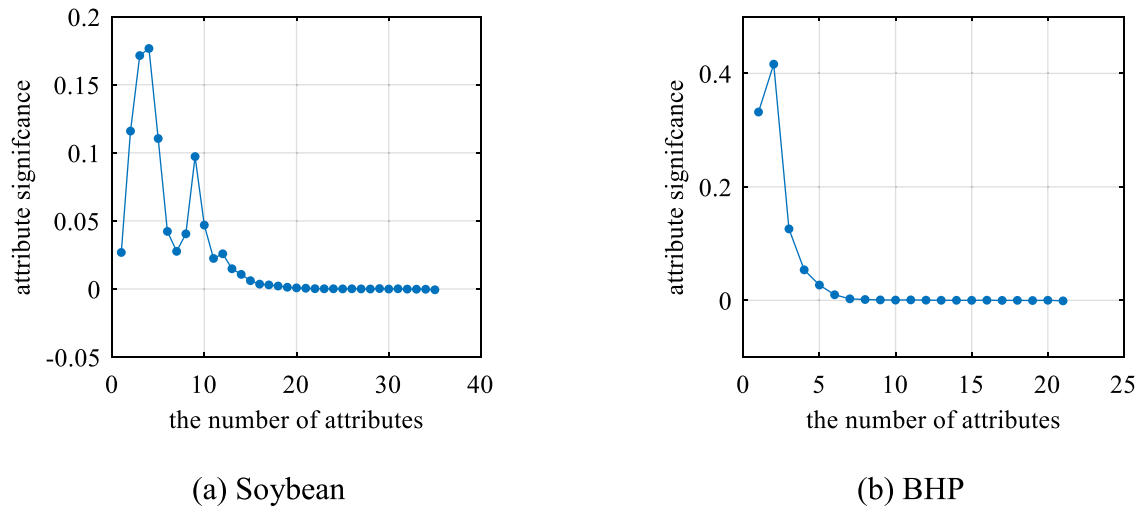 0.2
0.15
0.1
0.05
0
-0.05
0 10 20 30 40
attribute signifcance
the number of attributes
(a) Soybean
0.4
0.2
0
0 5 10 15 20 25
attribute signifcance
the number of attributes
(b) BHP